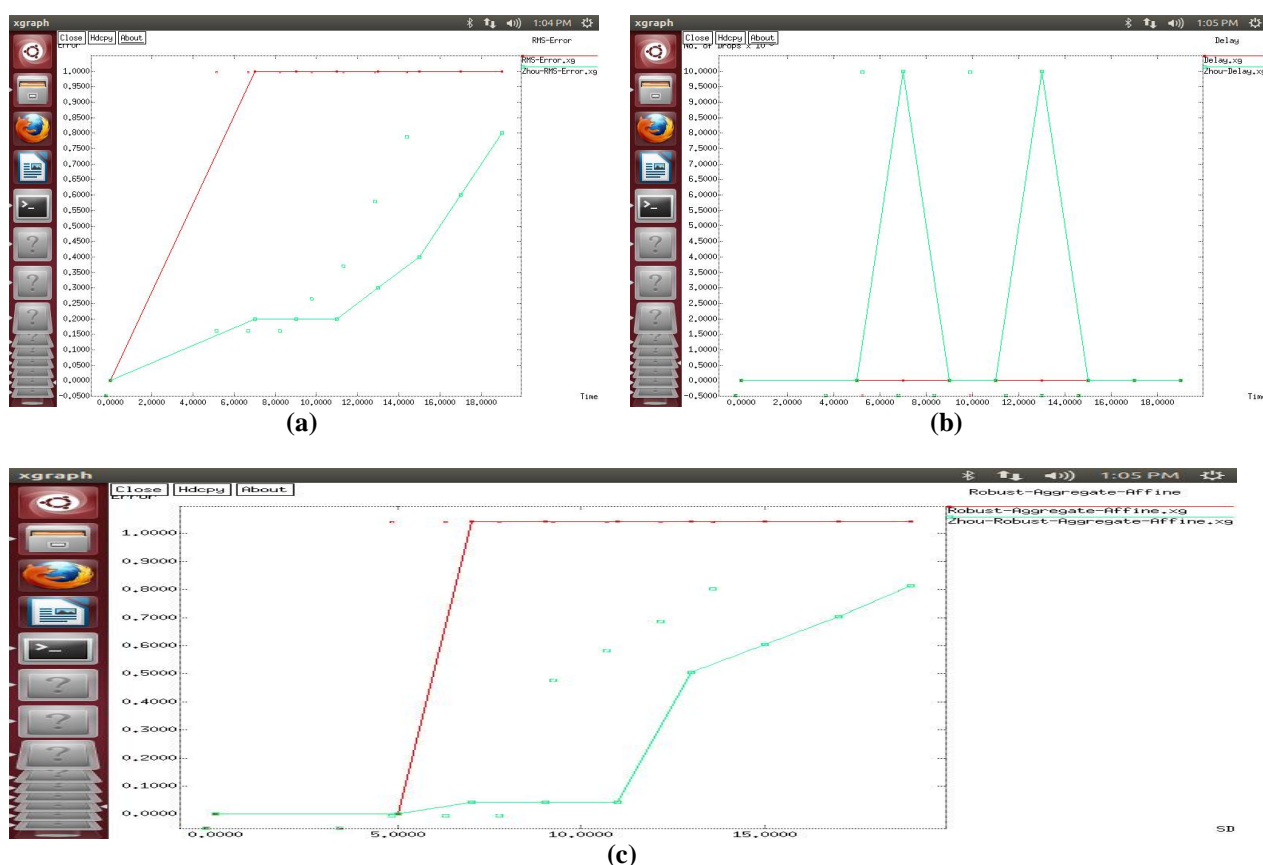 xgraph 1:04 PM
Close Hdcpy About
Error
RMS-Error
RMS-Error.xg
Zhou-RMS-Error.xg
1.0000
0.9500
0.9000
0.8500
0.8000
0.7500
0.7000
0.6500
0.6000
0.5500
0.5000
0.4500
0.4000
0.3500
0.3000
0.2500
0.2000
0.1500
0.1000
0.0500
0.0000
-0.0500
0.0000 2.0000 4.0000 6.0000 8.0000 10.0000 12.0000 14.0000 16.0000 18.0000
Time
(a)
xgraph 1:05 PM
Close Hdcpy About
No. of Drops x 10
Delay
Delay.xg
Zhou-Delay.xg
10.0000
9.5000
9.0000
8.5000
8.0000
7.5000
7.0000
6.5000
6.0000
5.5000
5.0000
4.5000
4.0000
3.5000
3.0000
2.5000
2.0000
1.5000
1.0000
0.5000
0.0000
-0.5000
0.0000 2.0000 4.0000 6.0000 8.0000 10.0000 12.0000 14.0000 16.0000 18.0000
Time
(b)
xgraph 1:05 PM
Close Hdcpy About
Error
Robust-Aggregate-Affine
Robust-Aggregate-Affine.xg
Zhou-Robust-Aggregate-Affine.xg
1.0000
0.9000
0.8000
0.7000
0.6000
0.5000
0.4000
0.3000
0.2000
0.1000
0.0000
0.0000 5.0000 10.0000 15.0000
SD
(c)